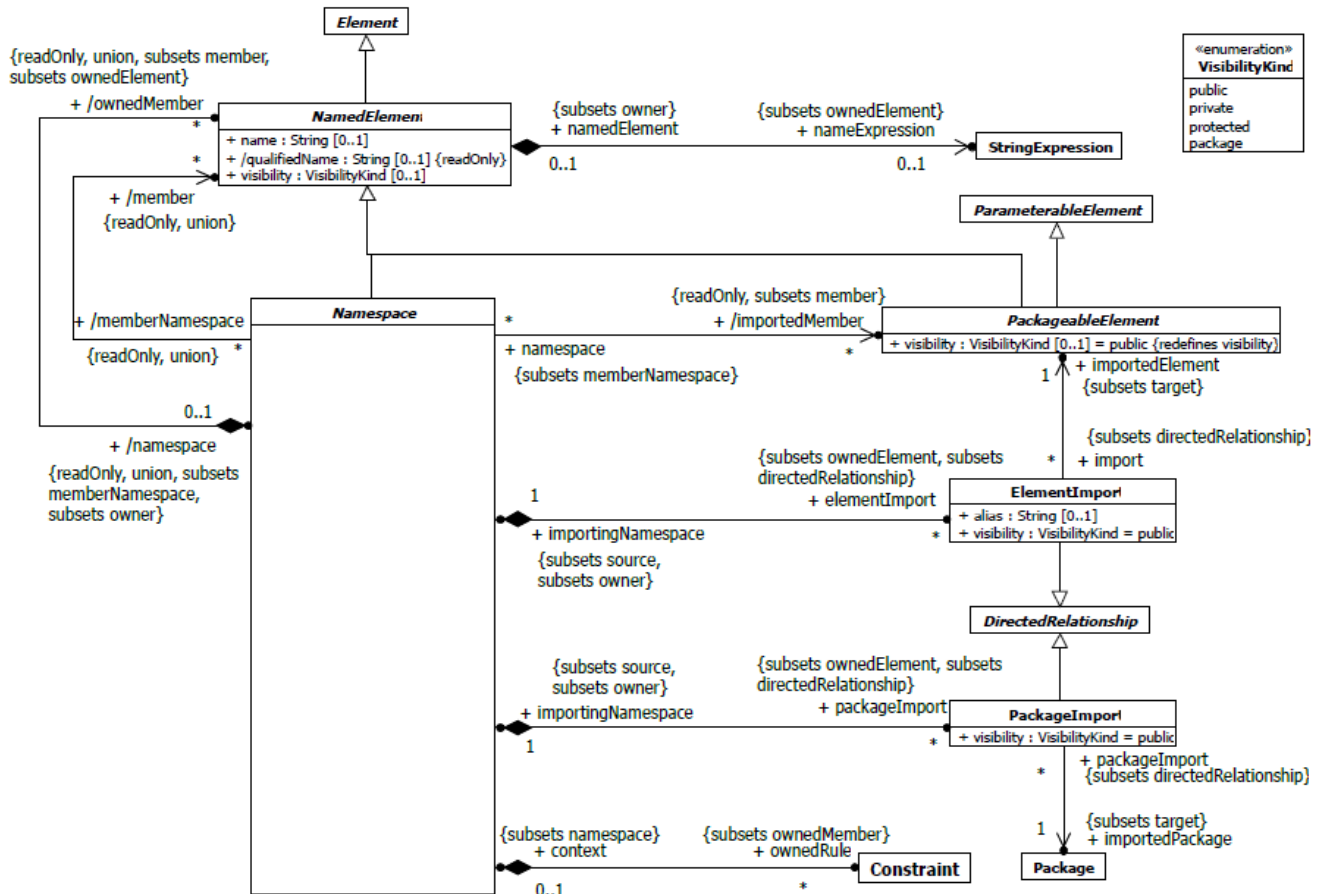 Element
{readOnly, union, subsets member,
subsets ownedElement}
+ /ownedMember
*
NamedElement
+ name : String [0..1]
+ /qualifiedName : String [0..1] {readOnly}
+ visibility : VisibilityKind [0..1]
*
+ /member
{readOnly, union}
{subsets owner}
+ namedElement
0..1
{subsets ownedElement}
+ nameExpression
0..1
StringExpression
«enumeration»
VisibilityKind
public
private
protected
package
ParameterableElement
+ /memberNamespace
{readOnly, union}
*
Namespace
*
+ namespace
{subsets memberNamespace}
{readOnly, subsets member}
+ /importedMember
*
PackageableElement
+ visibility : VisibilityKind [0..1] = public {redefines visibility}
+ importedElement
1
{subsets target}
0..1
+ /namespace
{readOnly, union, subsets
memberNamespace,
subsets owner}
{subsets directedRelationship}
* + import
{subsets ownedElement, subsets
directedRelationship}
+ elementImport
1
+ importingNamespace
*
{subsets source,
subsets owner}
ElementImport
+ alias : String [0..1]
+ visibility : VisibilityKind = public
DirectedRelationship
{subsets source,
subsets owner}
+ importingNamespace
1
{subsets ownedElement, subsets
directedRelationship}
+ packageImport
*
PackageImport
+ visibility : VisibilityKind = public
+ packageImport
*
{subsets directedRelationship}
{subsets target}
1
+ importedPackage
Package
{subsets namespace}
+ context
0..1
{subsets ownedMember}
+ ownedRule
*
Constraint